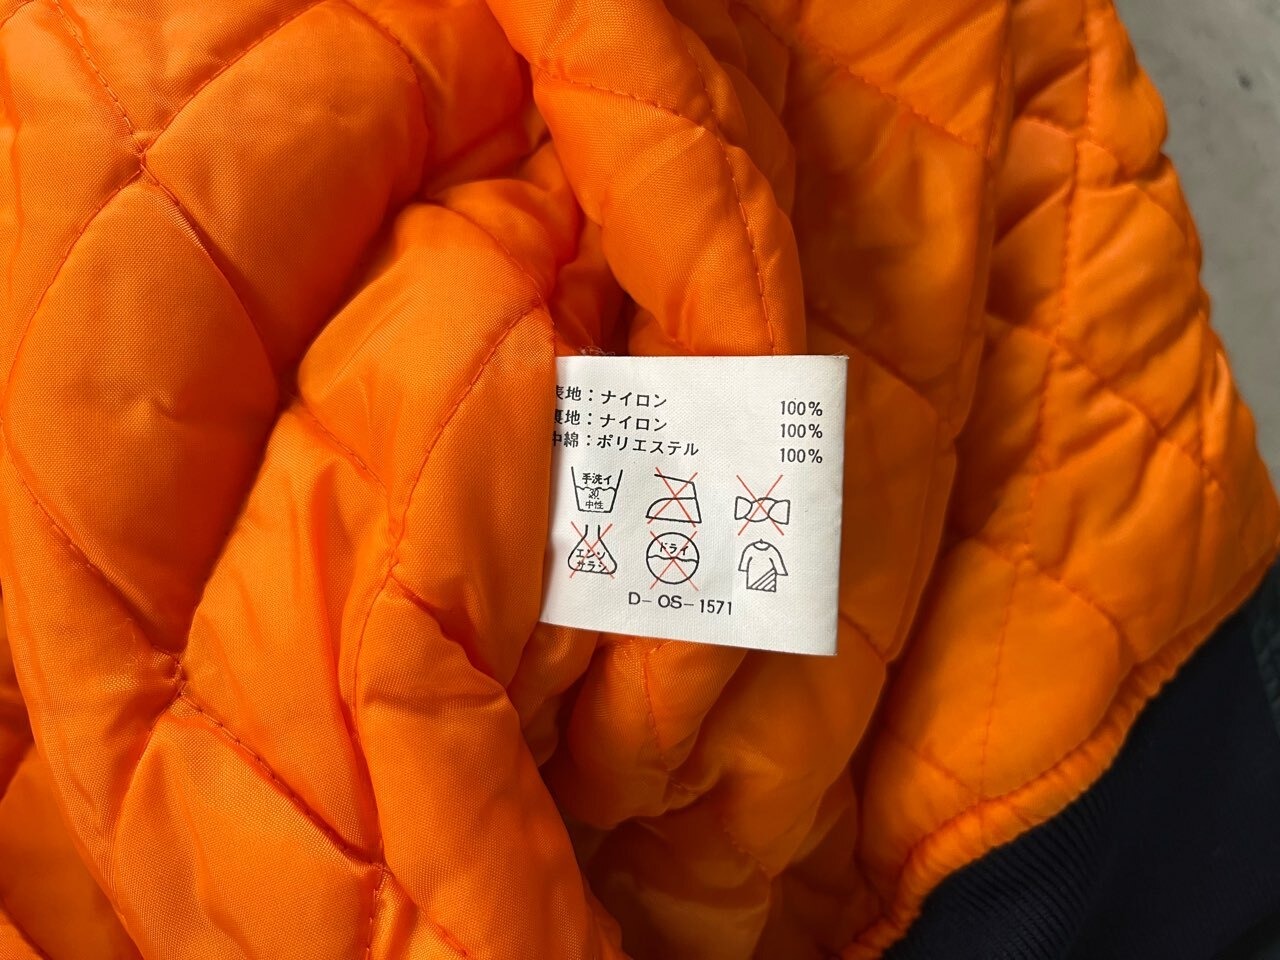 表地：ナイロン 100%
裏地：ナイロン 100%
中綿：ポリエステル 100%
手洗イ
30
中性
エンソ
サラシ
ドライ
D-OS-1571